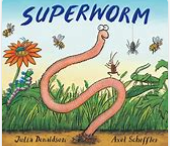 SUPERWORM
Julia Donaldson Axel Scheffler